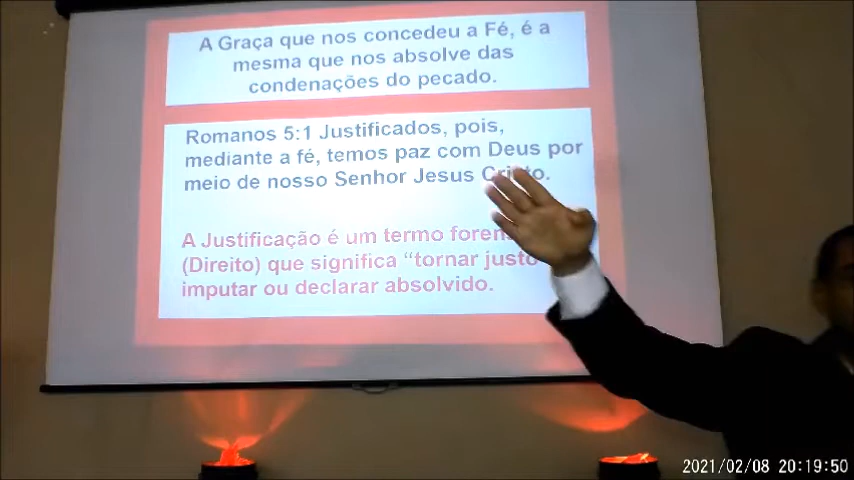 A Graça que nos concedeu a Fé, é a
mesma que nos absolve das
condenações do pecado.
Romanos 5:1 Justificados, pois,
mediante a fé, temos paz com Deus por
meio de nosso Senhor Jesus Cristo.
A Justificação é um termo
(Direito) que significa “tornar justo
imputar ou declarar absolvido.
2021/02/08 20:19:50